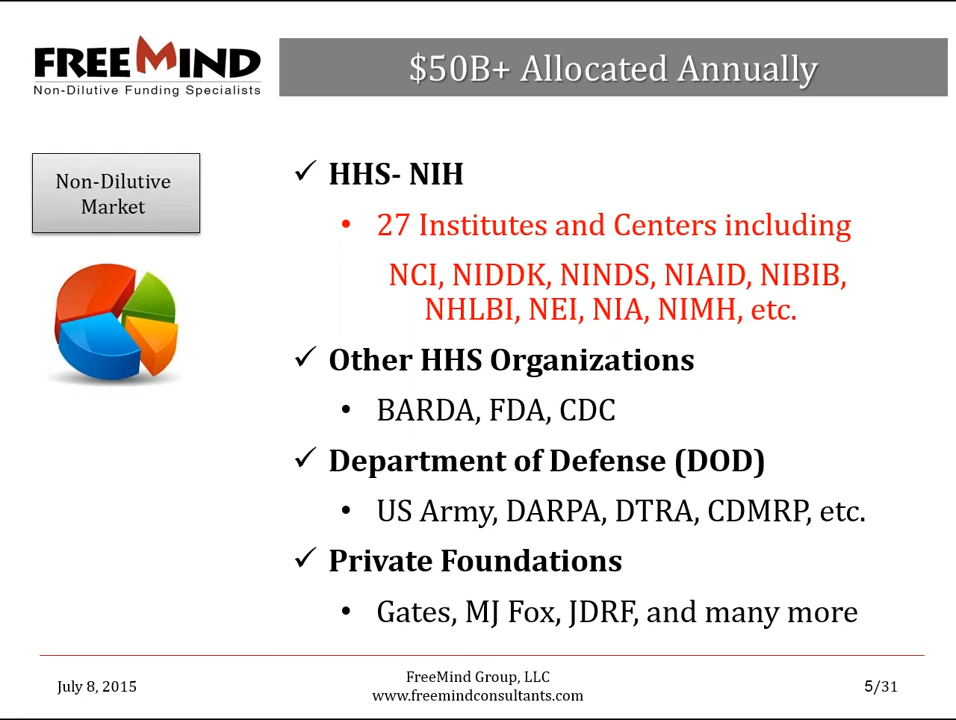 FREEMIND
Non-Dilutive Funding Specialists
$50B+ Allocated Annually
Non-Dilutive
Market
✓ HHS- NIH
• 27 Institutes and Centers including
NCI, NIDDK, NINDS, NIAID, NIBIB,
NHLBI, NEI, NIA, NIMH, etc.
✓ Other HHS Organizations
• BARDA, FDA, CDC
✓ Department of Defense (DOD)
• US Army, DARPA, DTRA, CDMRP, etc.
✓ Private Foundations
• Gates, MJ Fox, JDRF, and many more
July 8, 2015
FreeMind Group, LLC
www.freemindconsultants.com
5/31